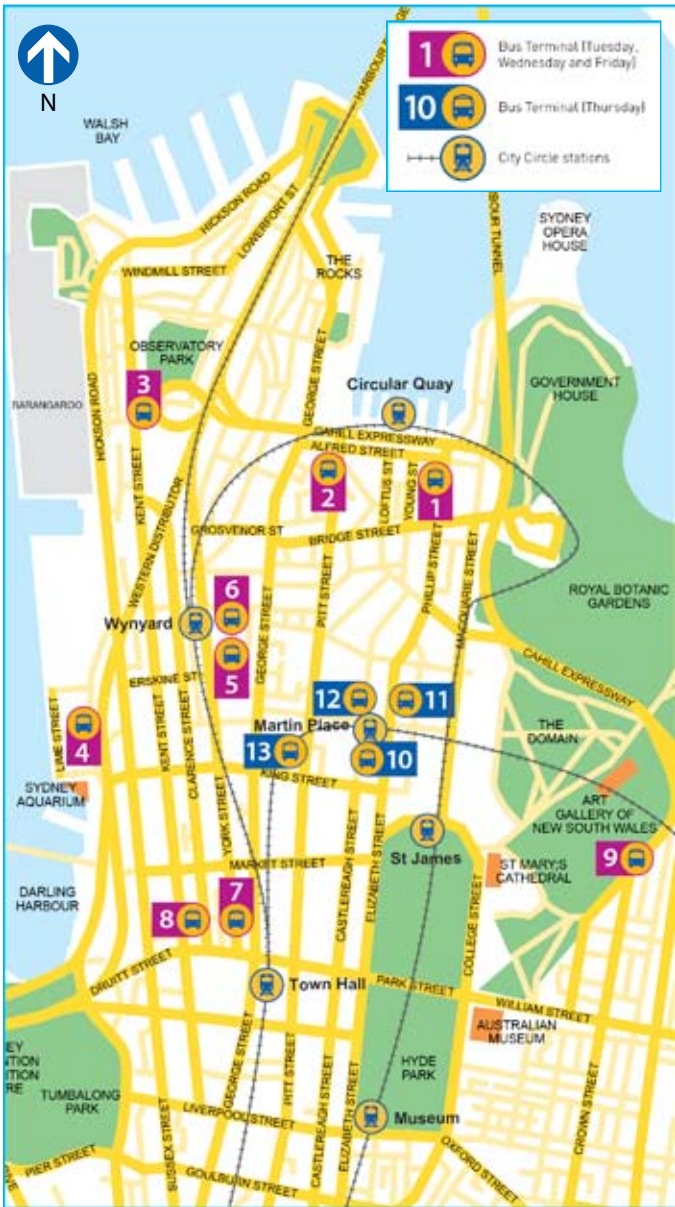 N
1
Bus Terminal (Tuesday,
Wednesday and Friday)
10
Bus Terminal (Thursday)
City Circle stations
WALSH
BAY
HICKSON ROAD
LOWERFORT ST
SYDNEY
OPERA
HOUSE
WINDMILL STREET
THE
ROCKS
OBSERVATORY
PARK
GEORGE STREET
3
Circular Quay
GOVERNMENT
HOUSE
BARANGAROO
HICKSON ROAD
CAHILL EXPRESSWAY
ALFRED STREET
KENT STREET
2
LOFTUS ST
YOUNG ST
1
WESTERN DISTRIBUTOR
GROSVENOR ST
BRIDGE STREET
PHILLIP STREET
MACQUARIE STREET
PITT STREET
6
ROYAL BOTANIC
GARDENS
Wynyard
GEORGE STREET
5
CAHILL EXPRESSWAY
ERSKINE ST
12
11
LIME STREET
4
KENT STREET
CLARENCE STREET
Martin Place
THE
DOMAIN
13
10
KING STREET
SYDNEY
AQUARIUM
YORK STREET
ART
GALLERY OF
NEW SOUTH WALES
MARKET STREET
CASTLEREAGH STREET
ELIZABETH STREET
St James
9
ST MARY;S
CATHEDRAL
DARLING
HARBOUR
8
7
COLLEGE STREET
DRUITT STREET
Town Hall
PARK STREET
WILLIAM STREET
AUSTRALIAN
MUSEUM
GEORGE STREET
PITT STREET
HYDE
PARK
TUMBALONG
PARK
LIVERPOOL STREET
CASTLEREAGH STREET
ELIZABETH STREET
Museum
CROWN STREET
PIER STREET
SUSSEX STREET
GOULBURN STREET
OXFORD STREET